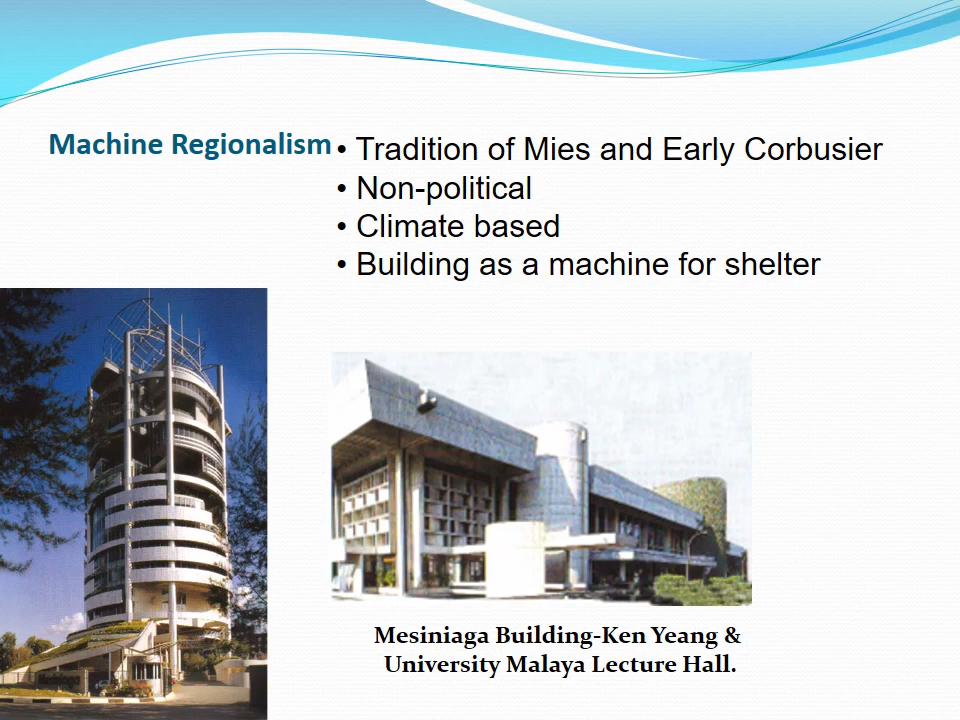 Machine Regionalism
• Tradition of Mies and Early Corbusier
• Non-political
• Climate based
• Building as a machine for shelter
Mesiniaga Building-Ken Yeang &
University Malaya Lecture Hall.